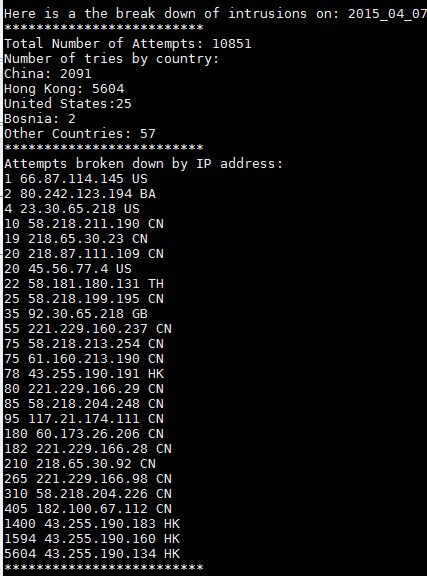 Here is a the break down of intrusions on: 2015_04_07
*************************
Total Number of Attempts: 10851
Number of tries by country:
China: 2091
Hong Kong: 5604
United States:25
Bosnia: 2
Other Countries: 57
*************************
Attempts broken down by IP address:
1 66.87.114.145 US
2 80.242.123.194 BA
4 23.30.65.218 US
10 58.218.211.190 CN
19 218.65.30.23 CN
20 218.87.111.109 CN
20 45.56.77.4 US
22 58.181.180.131 TH
25 58.218.199.195 CN
35 92.30.65.218 GB
55 221.229.160.237 CN
75 58.218.213.254 CN
75 61.160.213.190 CN
78 43.255.190.191 HK
80 221.229.166.29 CN
85 58.218.204.248 CN
95 117.21.174.111 CN
180 60.173.26.206 CN
182 221.229.166.28 CN
210 218.65.30.92 CN
265 221.229.166.98 CN
310 58.218.204.226 CN
405 182.100.67.112 CN
1400 43.255.190.183 HK
1594 43.255.190.160 HK
5604 43.255.190.134 HK
*************************